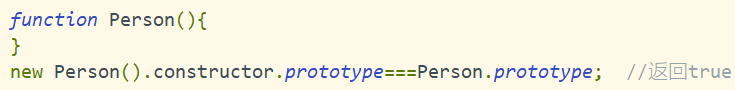 function Person(){
}
new Person().constructor.prototype===Person.prototype;  //返回true